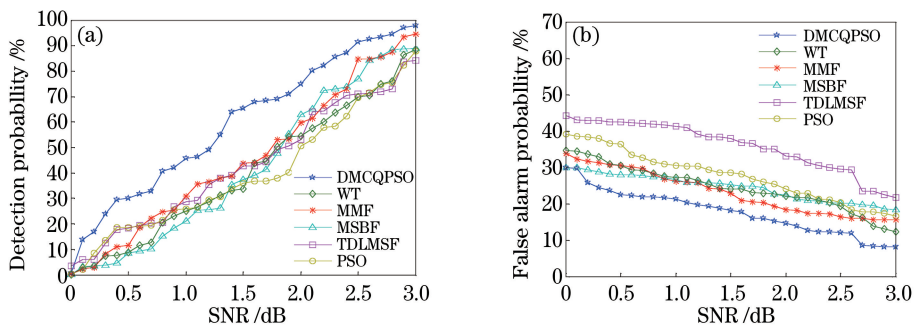 (a)
Detection probablility /%
100
90
80
70
60
50
40
30
20
10
0
DMCQPSO
WT
MMF
MSBF
TDLMSF
PSO
0 0.5 1.0 1.5 2.0 2.5 3.0
SNR /dB
(b)
False alarm probability /%
70
60
50
40
30
20
10
0
DMCQPSO
WT
MMF
MSBF
TDLMSF
PSO
0 0.5 1.0 1.5 2.0 2.5 3.0
SNR /dB